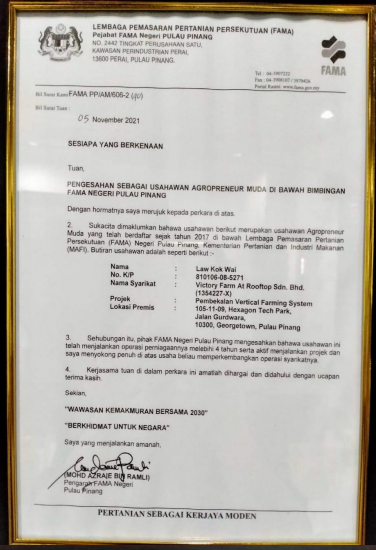 LEMBAGA PEMASARAN PERTANIAN PERSEKUTUAN (FAMA)
Pejabat FAMA Negeri PULAU PINANG
NO. 2442 TINGKAT PERUSAHAAN SATU,
KAWASAN PERINDUSTRIAN PERAI,
13600 PERAI, PULAU PINANG.
FAMA
Tel : 04-3997322
Portal Rasmi: www.fama.gov.my
Bil Surat Kami: FAMA PP/AM/606-2 (40)
Bil Surat Tuan :
05 November 2021
SESIAPA YANG BERKENAAN
Tuan,
PENGESAHAN SEBAGAI USAHAWAN AGROPRENEUR MUDA DI BAWAH BIMBINGAN
FAMA NEGERI PULAU PINANG
Dengan hormatnya saya merujuk kepada perkara di atas.
2. Sukacita dimaklumkan bahawa usahawan berikut merupakan usahawan Agropreneur
Muda yang telah berdaftar sejak tahun 2017 di bawah Lembaga Pemasaran Pertanian
Persekutuan (FAMA) Negeri Pulau Pinang, Kementerian Pertanian dan Industri Makanan
(MAFI). Butiran usahawan adalah seperti berikut :-
Nama : Law Kok Wai
No. K/P : 810106-08-5271
Nama Syarikat : Victory Farm At Rooftop Sdn. Bhd.
(1354227-X)
Projek : Pembekalan Vertical Farming System
Lokasi Premis : 105-11-09, Hexagon Tech Park,
Jalan Gurdwara,
10300, Georgetown, Pulau Pinang
3. Sehubungan itu, pihak FAMA Negeri Pulau Pinang mengesahkan bahawa usahawan ini
telah menjalankan operasi perniagaannya melebihi 4 tahun serta aktif menjalankan projek dan
saya menyokong penuh di atas usaha beliau memperkembangkan operasi syarikatnya.
4. Kerjasama tuan di dalam perkara ini amatlah dihargai dan didahului dengan ucapan
terima kasih.
Sekian,
"WAWASAN KEMAKMURAN BERSAMA 2030"
"BERKHIDMAT UNTUK NEGARA"
Saya yang menjalankan amanah,
(MOHD AZRAIE BIN RAMLI)
Pengarah FAMA Negeri
Pulau Pinang
PERTANIAN SEBAGAI KERJAYA MODEN